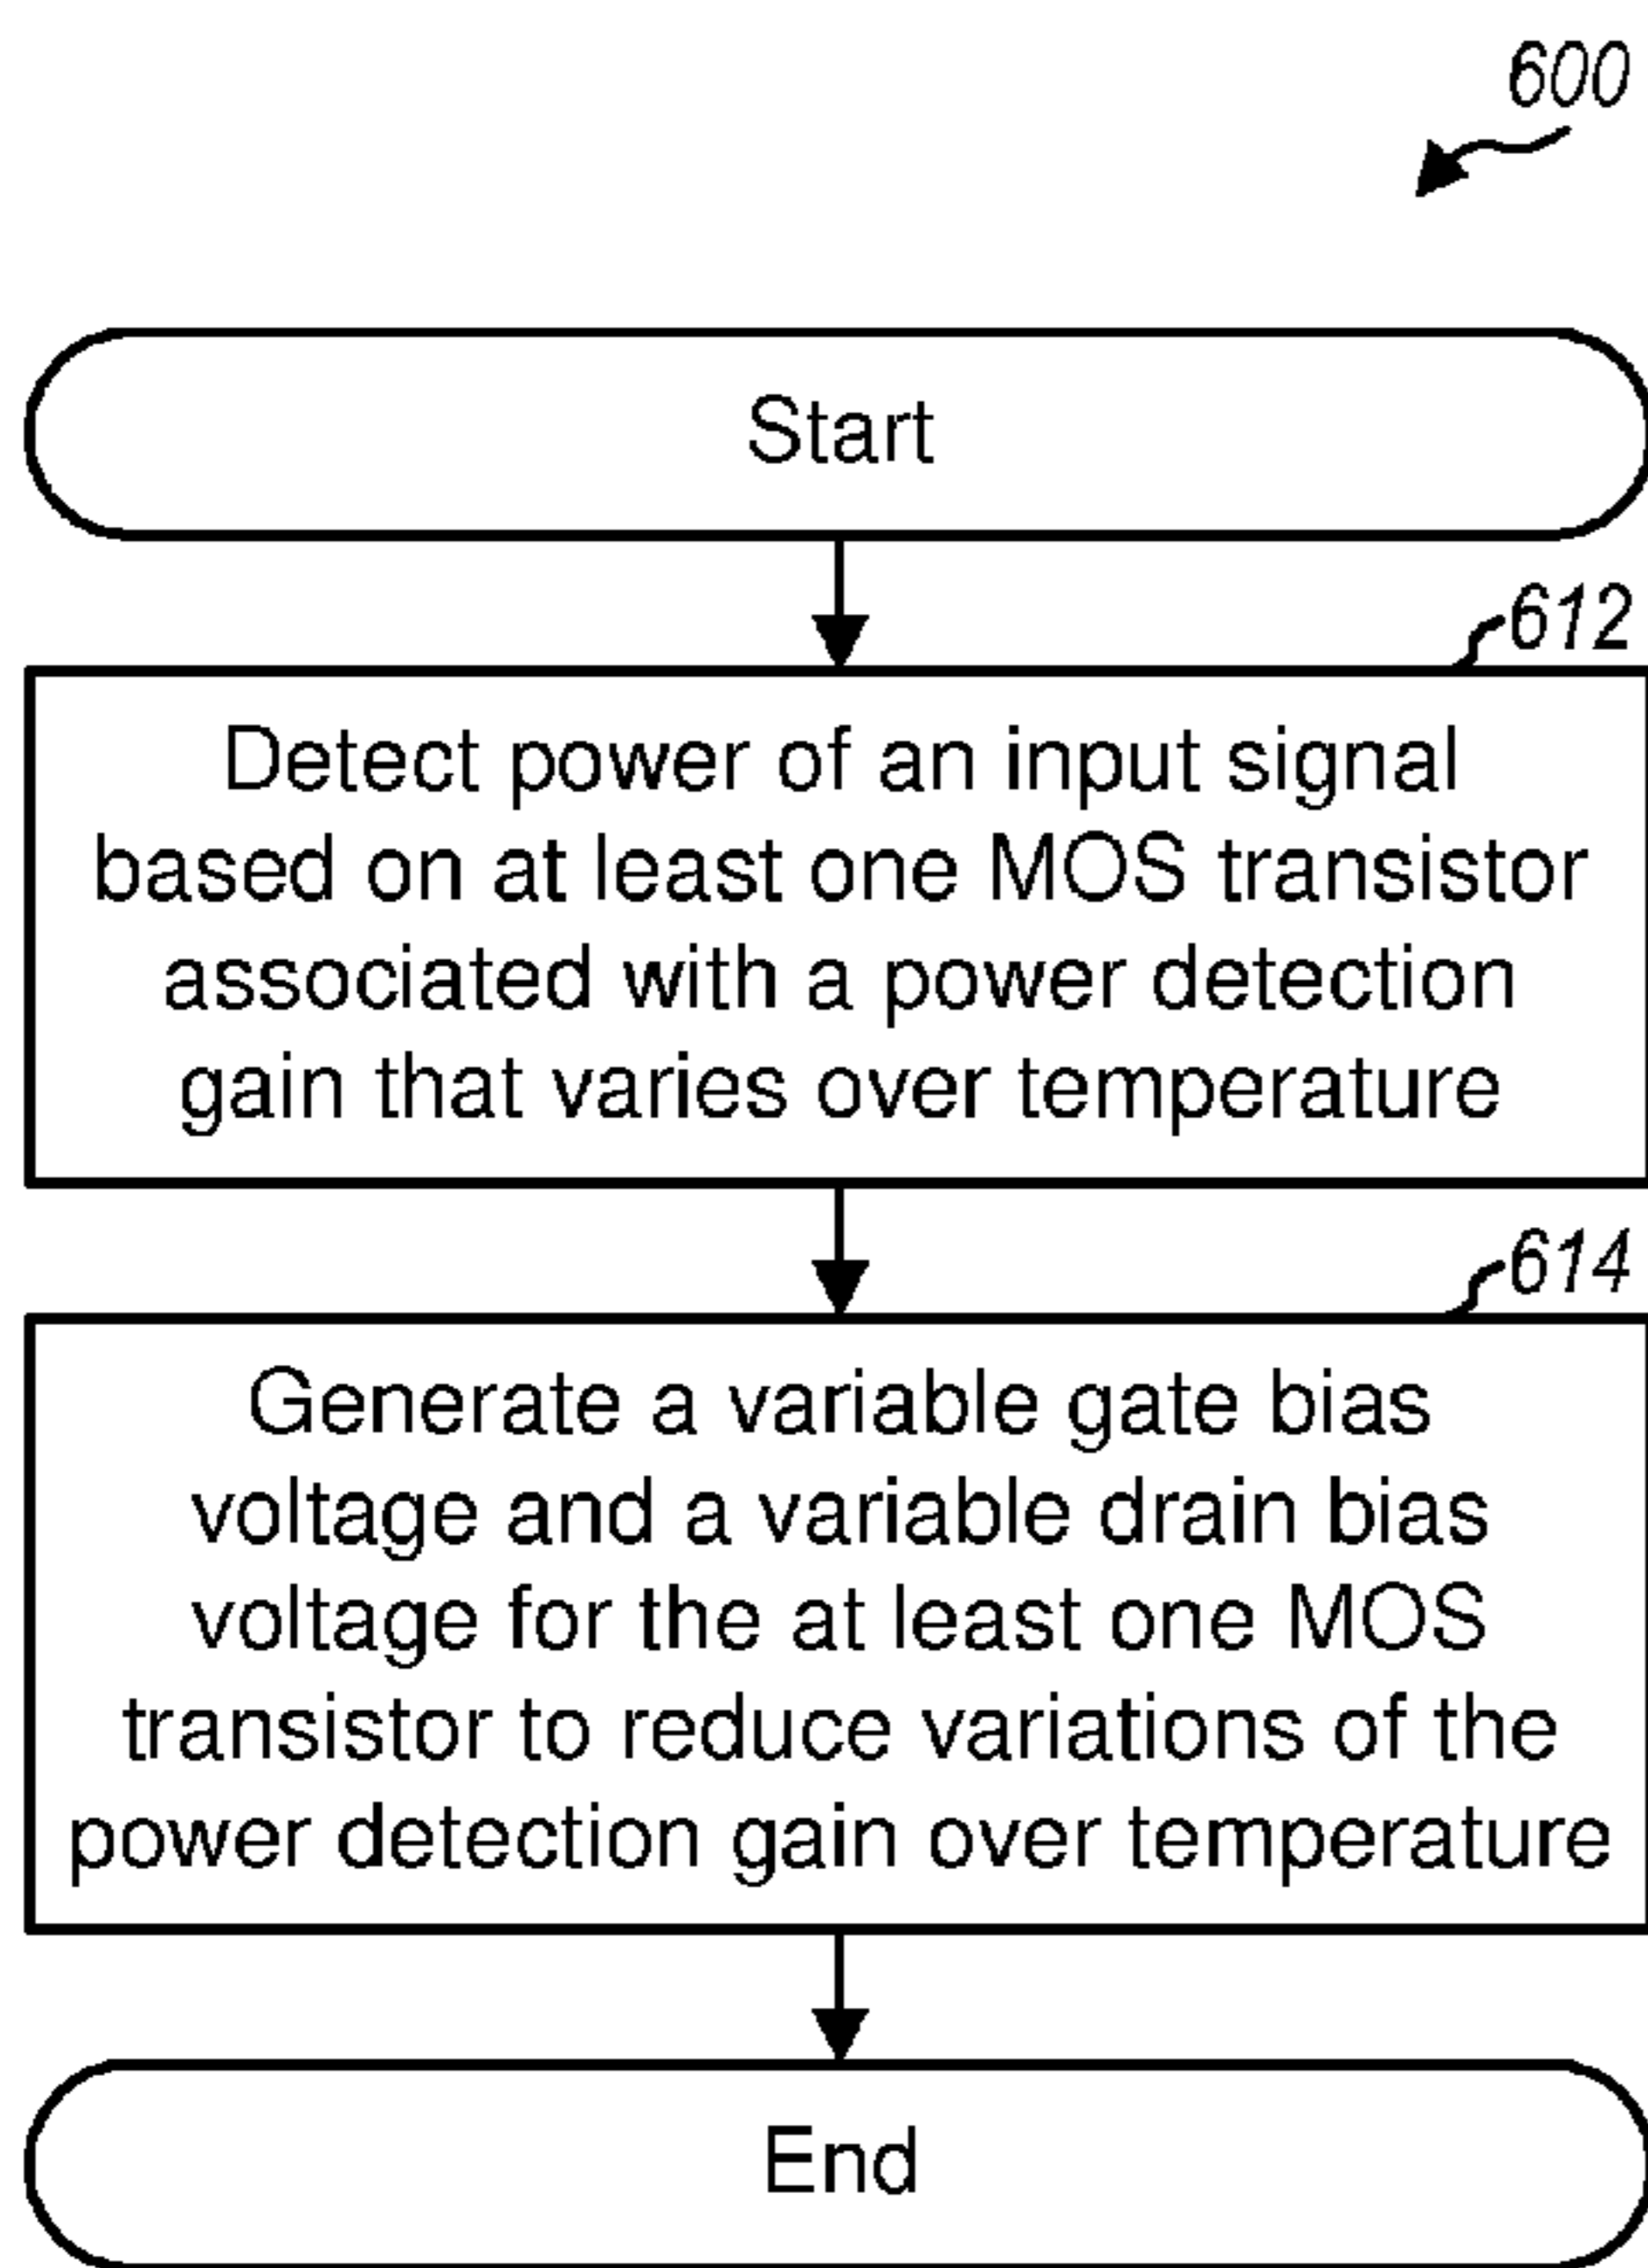 600
Start
612
Detect power of an input signal
based on at least one MOS transistor
associated with a power detection
gain that varies over temperature
614
Generate a variable gate bias
voltage and a variable drain bias
voltage for the at least one MOS
transistor to reduce variations of the
power detection gain over temperature
End